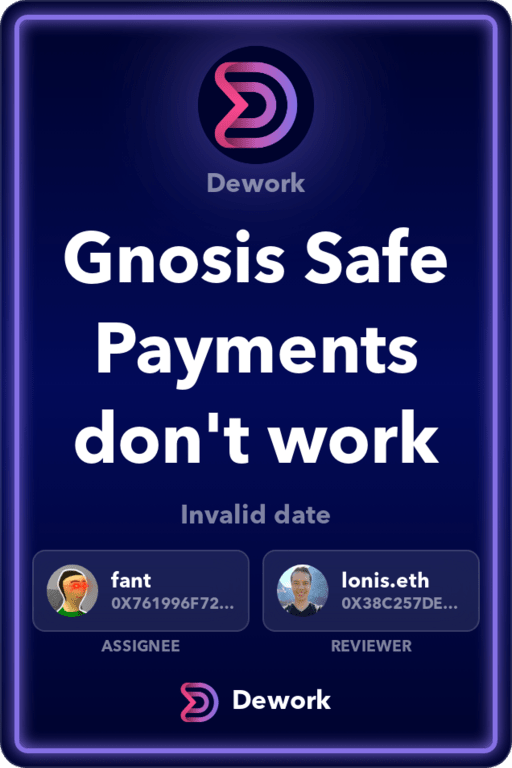 Dework
Gnosis Safe
Payments
don't work
Invalid date
fant
0X761996F72...
lonis.eth
0X38C257DE...
ASSIGNEE
REVIEWER
Dework